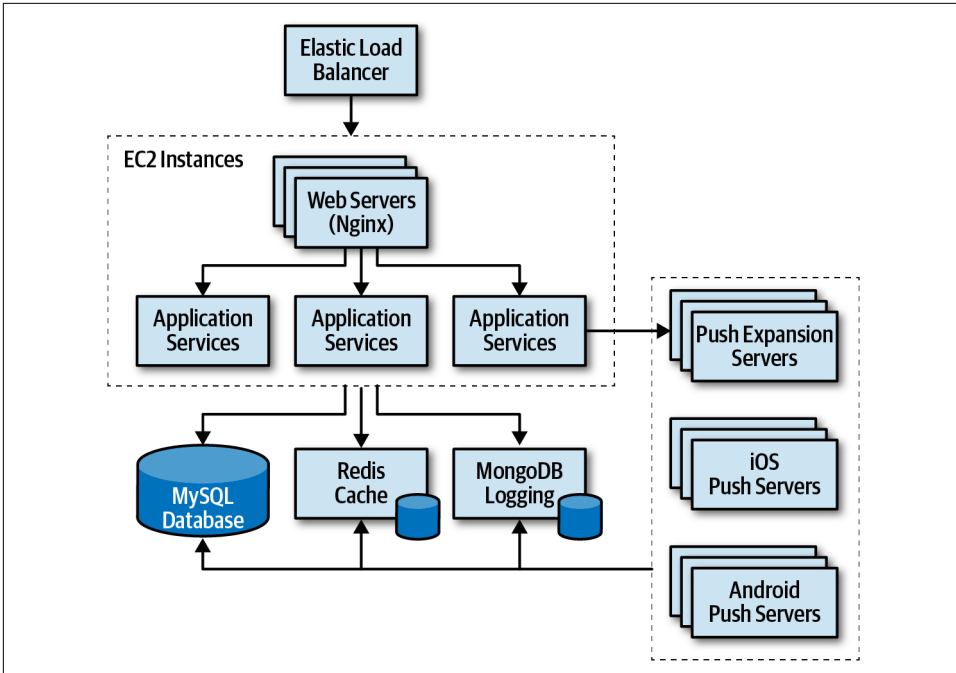 Elastic Load
Balancer
EC2 Instances
Web Servers
(Nginx)
Application
Services
Application
Services
Application
Services
Push Expansion
Servers
MySQL
Database
Redis
Cache
MongoDB
Logging
iOS
Push Servers
Android
Push Servers